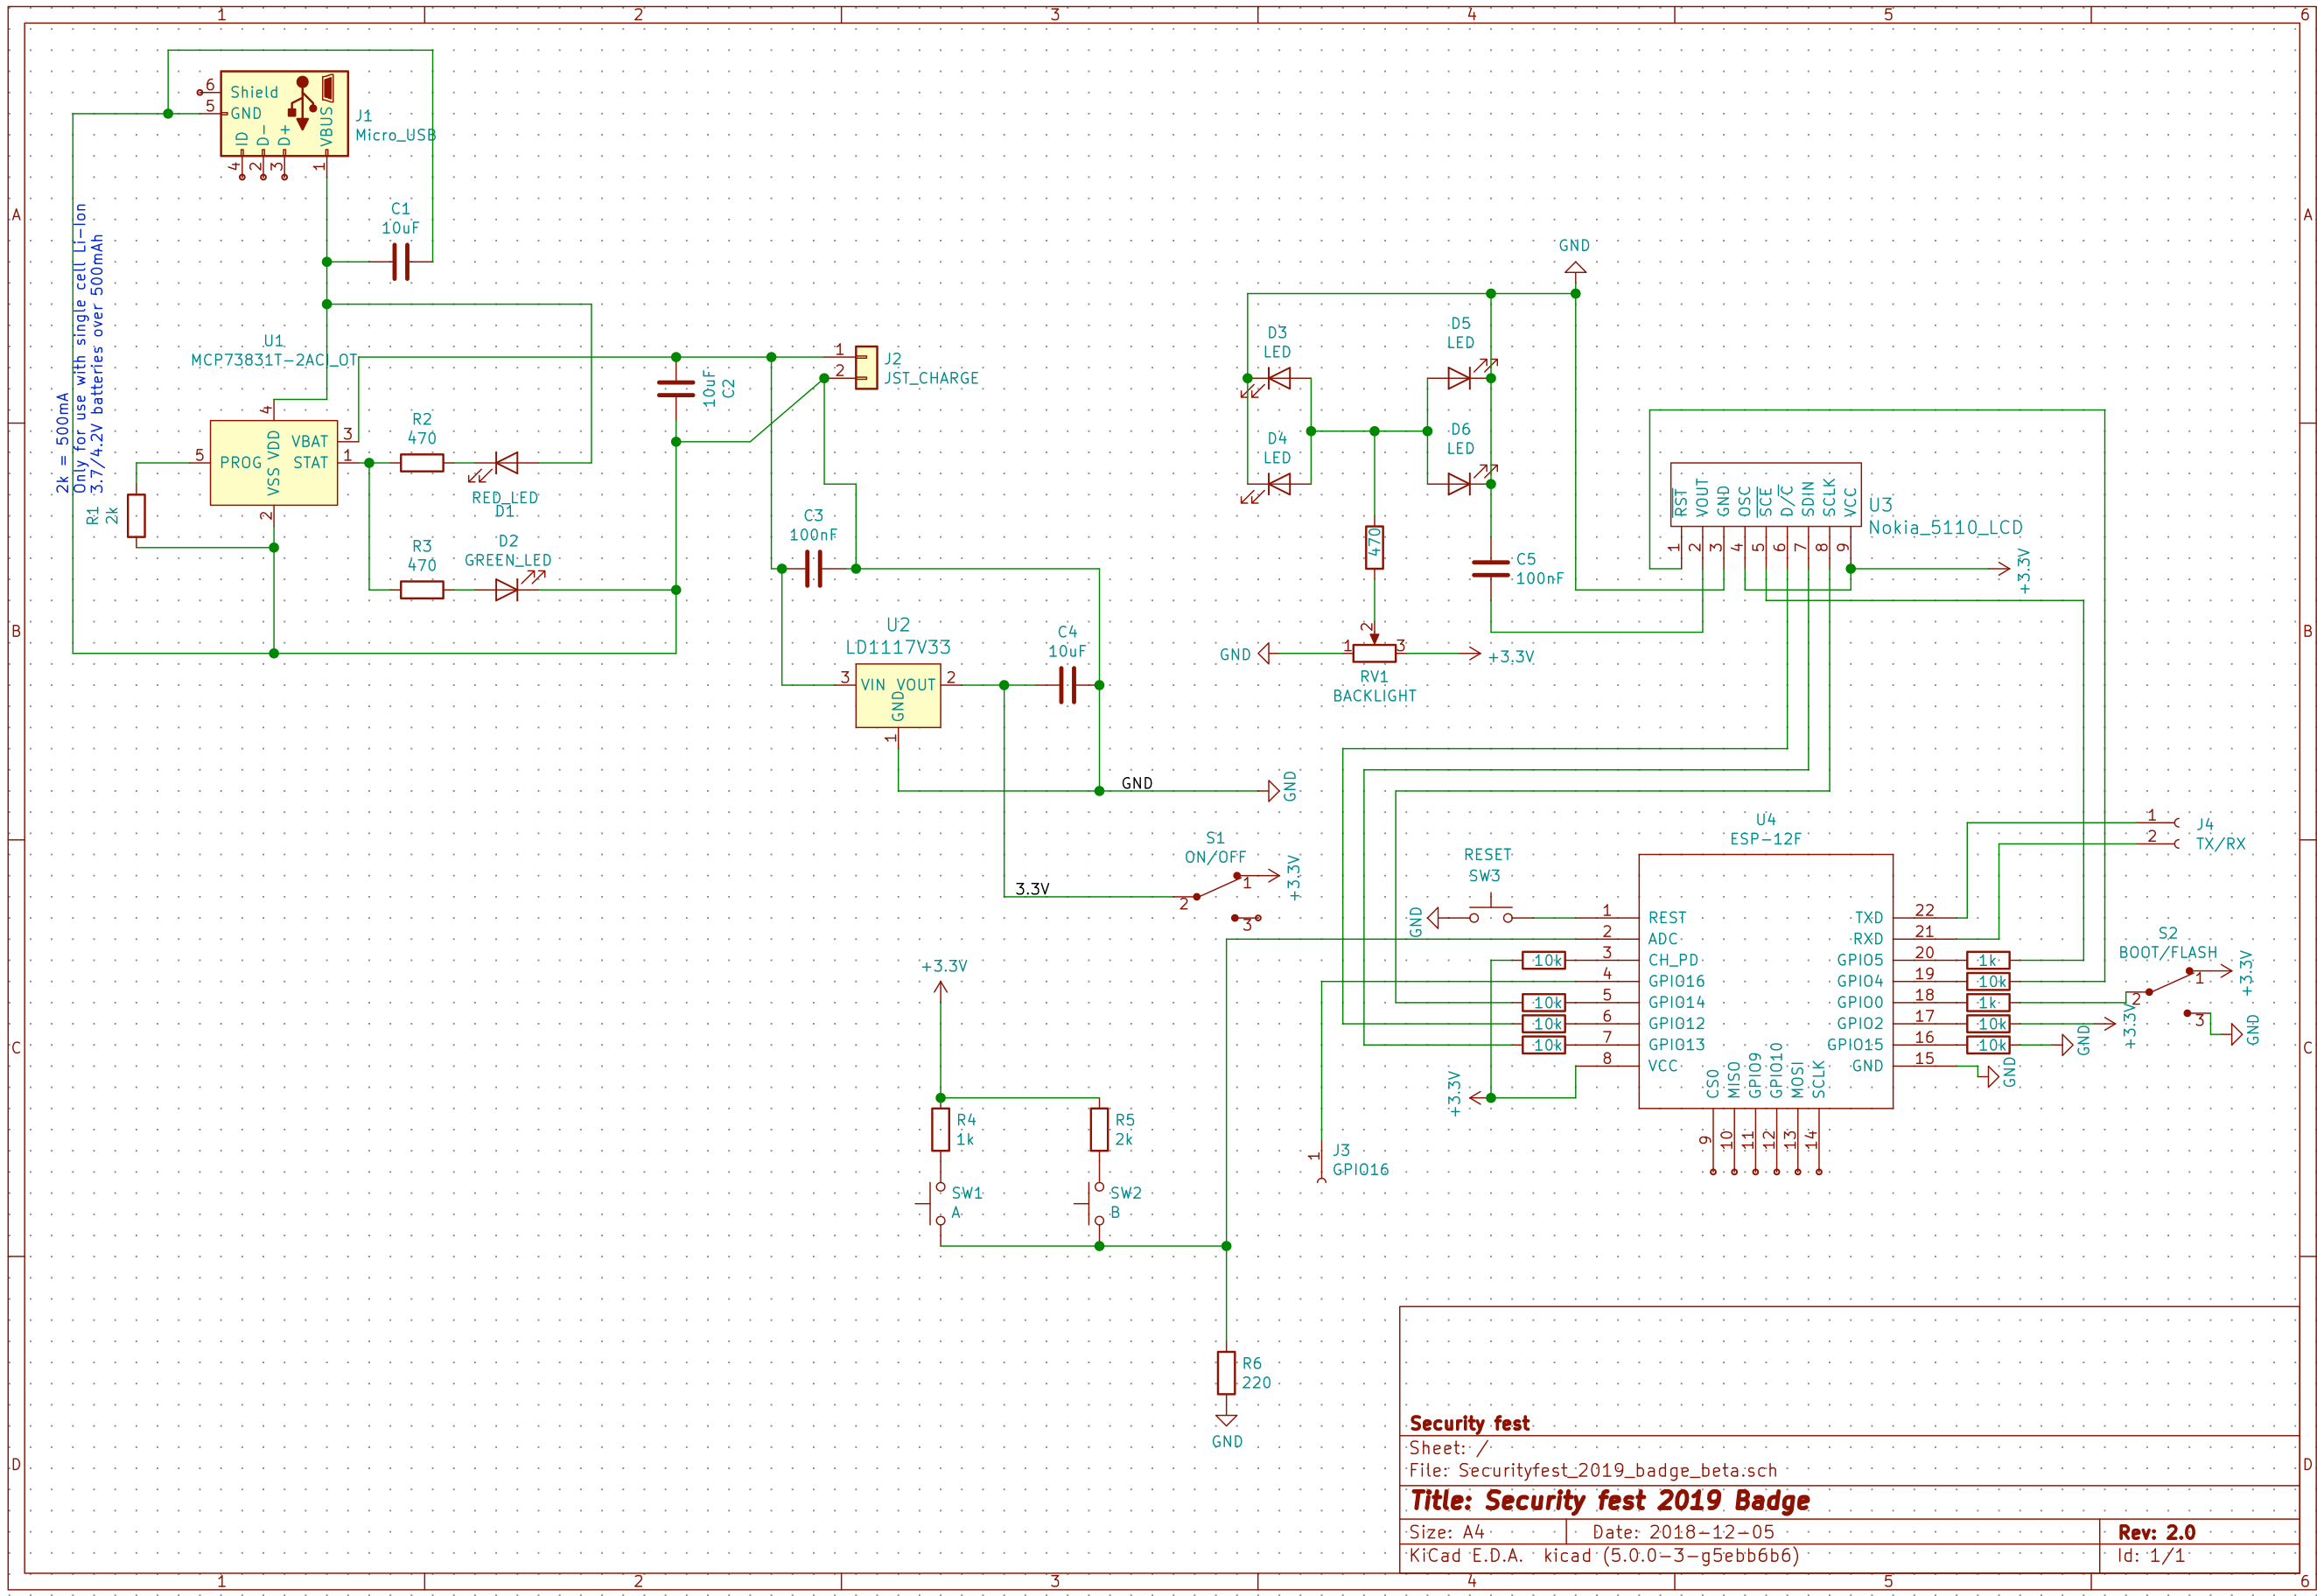 1 2 3 4 5 6
A
B
C
D
6 Shield
5 GND
ID D- D+ VBUS
4 2 3 1
J1
Micro_USB
C1
10uF
2k = 500mA
Only for use with single cell Li-Ion
3.7/4.2V batteries over 500mAh
U1
MCP73831T-2ACI_OT
4
VDD
VBAT 3
5 PROG
STAT 1
VSS
2
R1
2k
R2
470
RED_LED
D1
R3
470
D2
GREEN_LED
10uF
C2
1
2
J2
JST_CHARGE
C3
100nF
U2
LD1117V33
3 VIN VOUT 2
GND
1
C4
10uF
GND
GND
3.3V
S1
ON/OFF
2
1
3
+3.3V
GND
D3
LED
D4
LED
D5
LED
D6
LED
470
C5
100nF
GND
1 2 3
+3.3V
RV1
BACKLIGHT
RST VOUT GND OSC SCE D/C SDIN SCLK VCC
1 2 3 4 5 6 7 8 9
U3
Nokia_5110_LCD
+3.3V
U4
ESP-12F
RESET
SW3
GND
1 REST
2 ADC
10k 3 CH_PD
4 GPIO16
10k 5 GPIO14
10k 6 GPIO12
10k 7 GPIO13
8 VCC
+3.3V
CS0 MISO GPIO9 GPIO10 MOSI SCLK
9 10 11 12 13 14
TXD 22
RXD 21
GPIO5 20 1k
GPIO4 19 10k
GPIO0 18 1k
GPIO2 17 10k
GPIO15 16 10k
GND 15
GND
GND
+3.3V
1
2
J4
TX/RX
S2
BOOT/FLASH
1
2
3
+3.3V
GND
1
J3
GPIO16
+3.3V
R4
1k
R5
2k
SW1
A
SW2
B
R6
220
GND
Security fest
Sheet: /
File: Securityfest_2019_badge_beta.sch
Title: Security fest 2019 Badge
Size: A4 Date: 2018-12-05 Rev: 2.0
KiCad E.D.A. kicad (5.0.0-3-g5ebb6b6) Id: 1/1
A
B
C
D
1 2 3 4 5 6